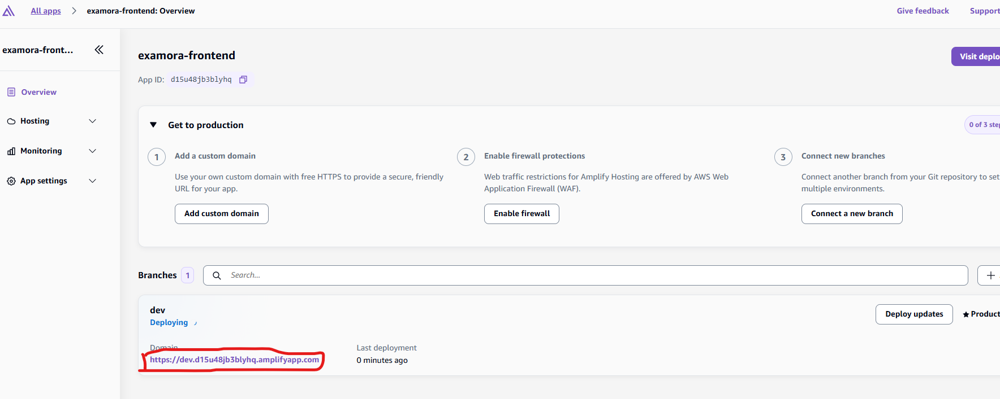 All apps > examora-frontend: Overview
Give feedback
Support
examora-front...
examora-frontend
Visit deplo
App ID: d15u48jb3blyhq
Overview
Hosting
Monitoring
App settings
Get to production
0 of 3 step
1 Add a custom domain
Use your own custom domain with free HTTPS to provide a secure, friendly
URL for your app.
Add custom domain
2 Enable firewall protections
Web traffic restrictions for Amplify Hosting are offered by AWS Web
Application Firewall (WAF).
Enable firewall
3 Connect new branches
Connect another branch from your Git repository to set
multiple environments.
Connect a new branch
Branches 1
Search...
dev
Deploying
Deploy updates
Product
Domain
https://dev.d15u48jb3blyhq.amplifyapp.com
Last deployment
0 minutes ago